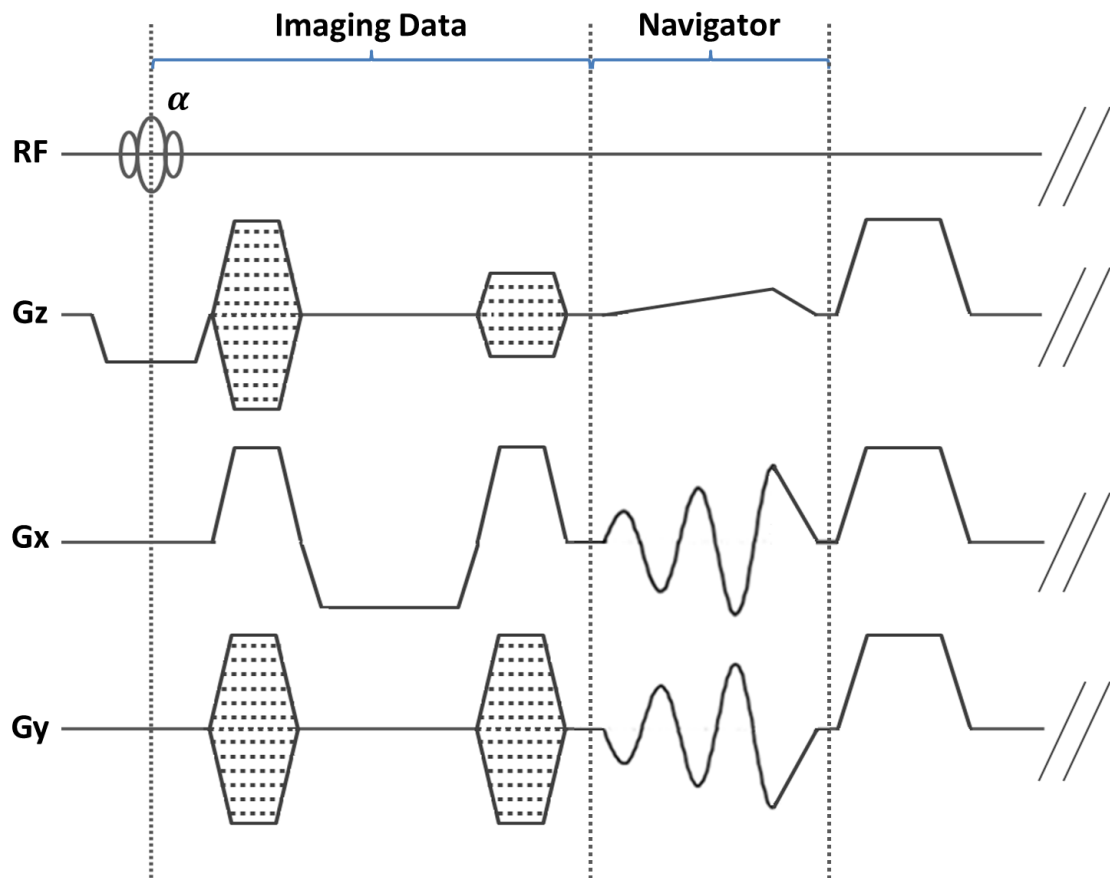 Imaging Data
Navigator
α
RF
Gz
Gx
Gy